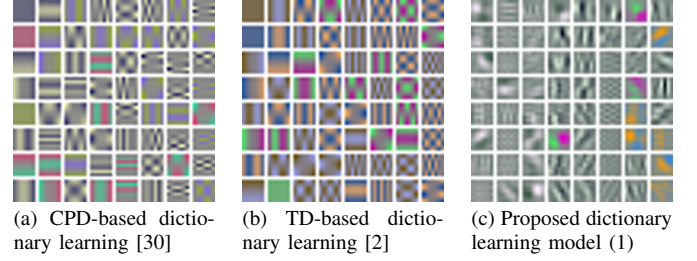 (a) CPD-based dictio-
nary learning [30]
(b) TD-based dictio-
nary learning [2]
(c) Proposed dictionary
learning model (1)